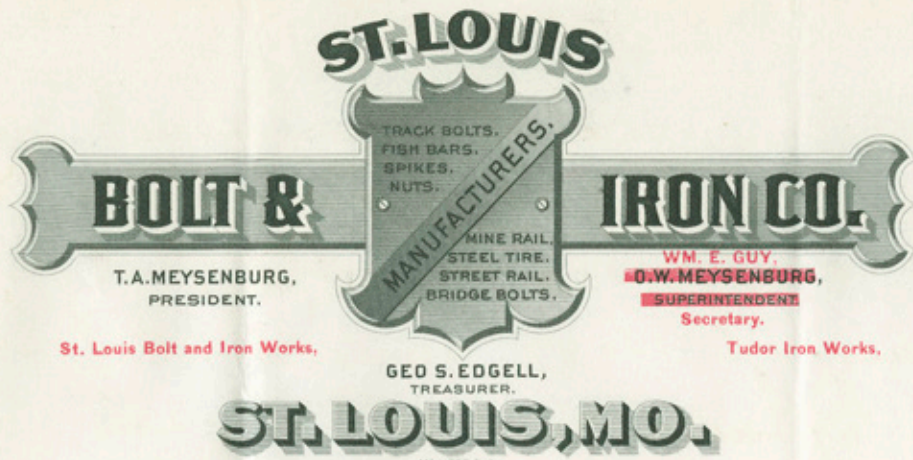 ST. LOUIS
BOLT & IRON CO.
TRACK BOLTS.
FISH BARS.
SPIKES.
NUTS.
MANUFACTURERS.
MINE RAIL,
STEEL TIRE.
STREET RAIL.
BRIDGE BOLTS.
T.A.MEYSENBURG,
PRESIDENT.
WM. E. GUY,
O.W.MEYSENBURG,
SUPERINTENDENT
Secretary.
St. Louis Bolt and Iron Works,
Tudor Iron Works,
GEO S. EDGELL,
TREASURER.
ST. LOUIS, MO.